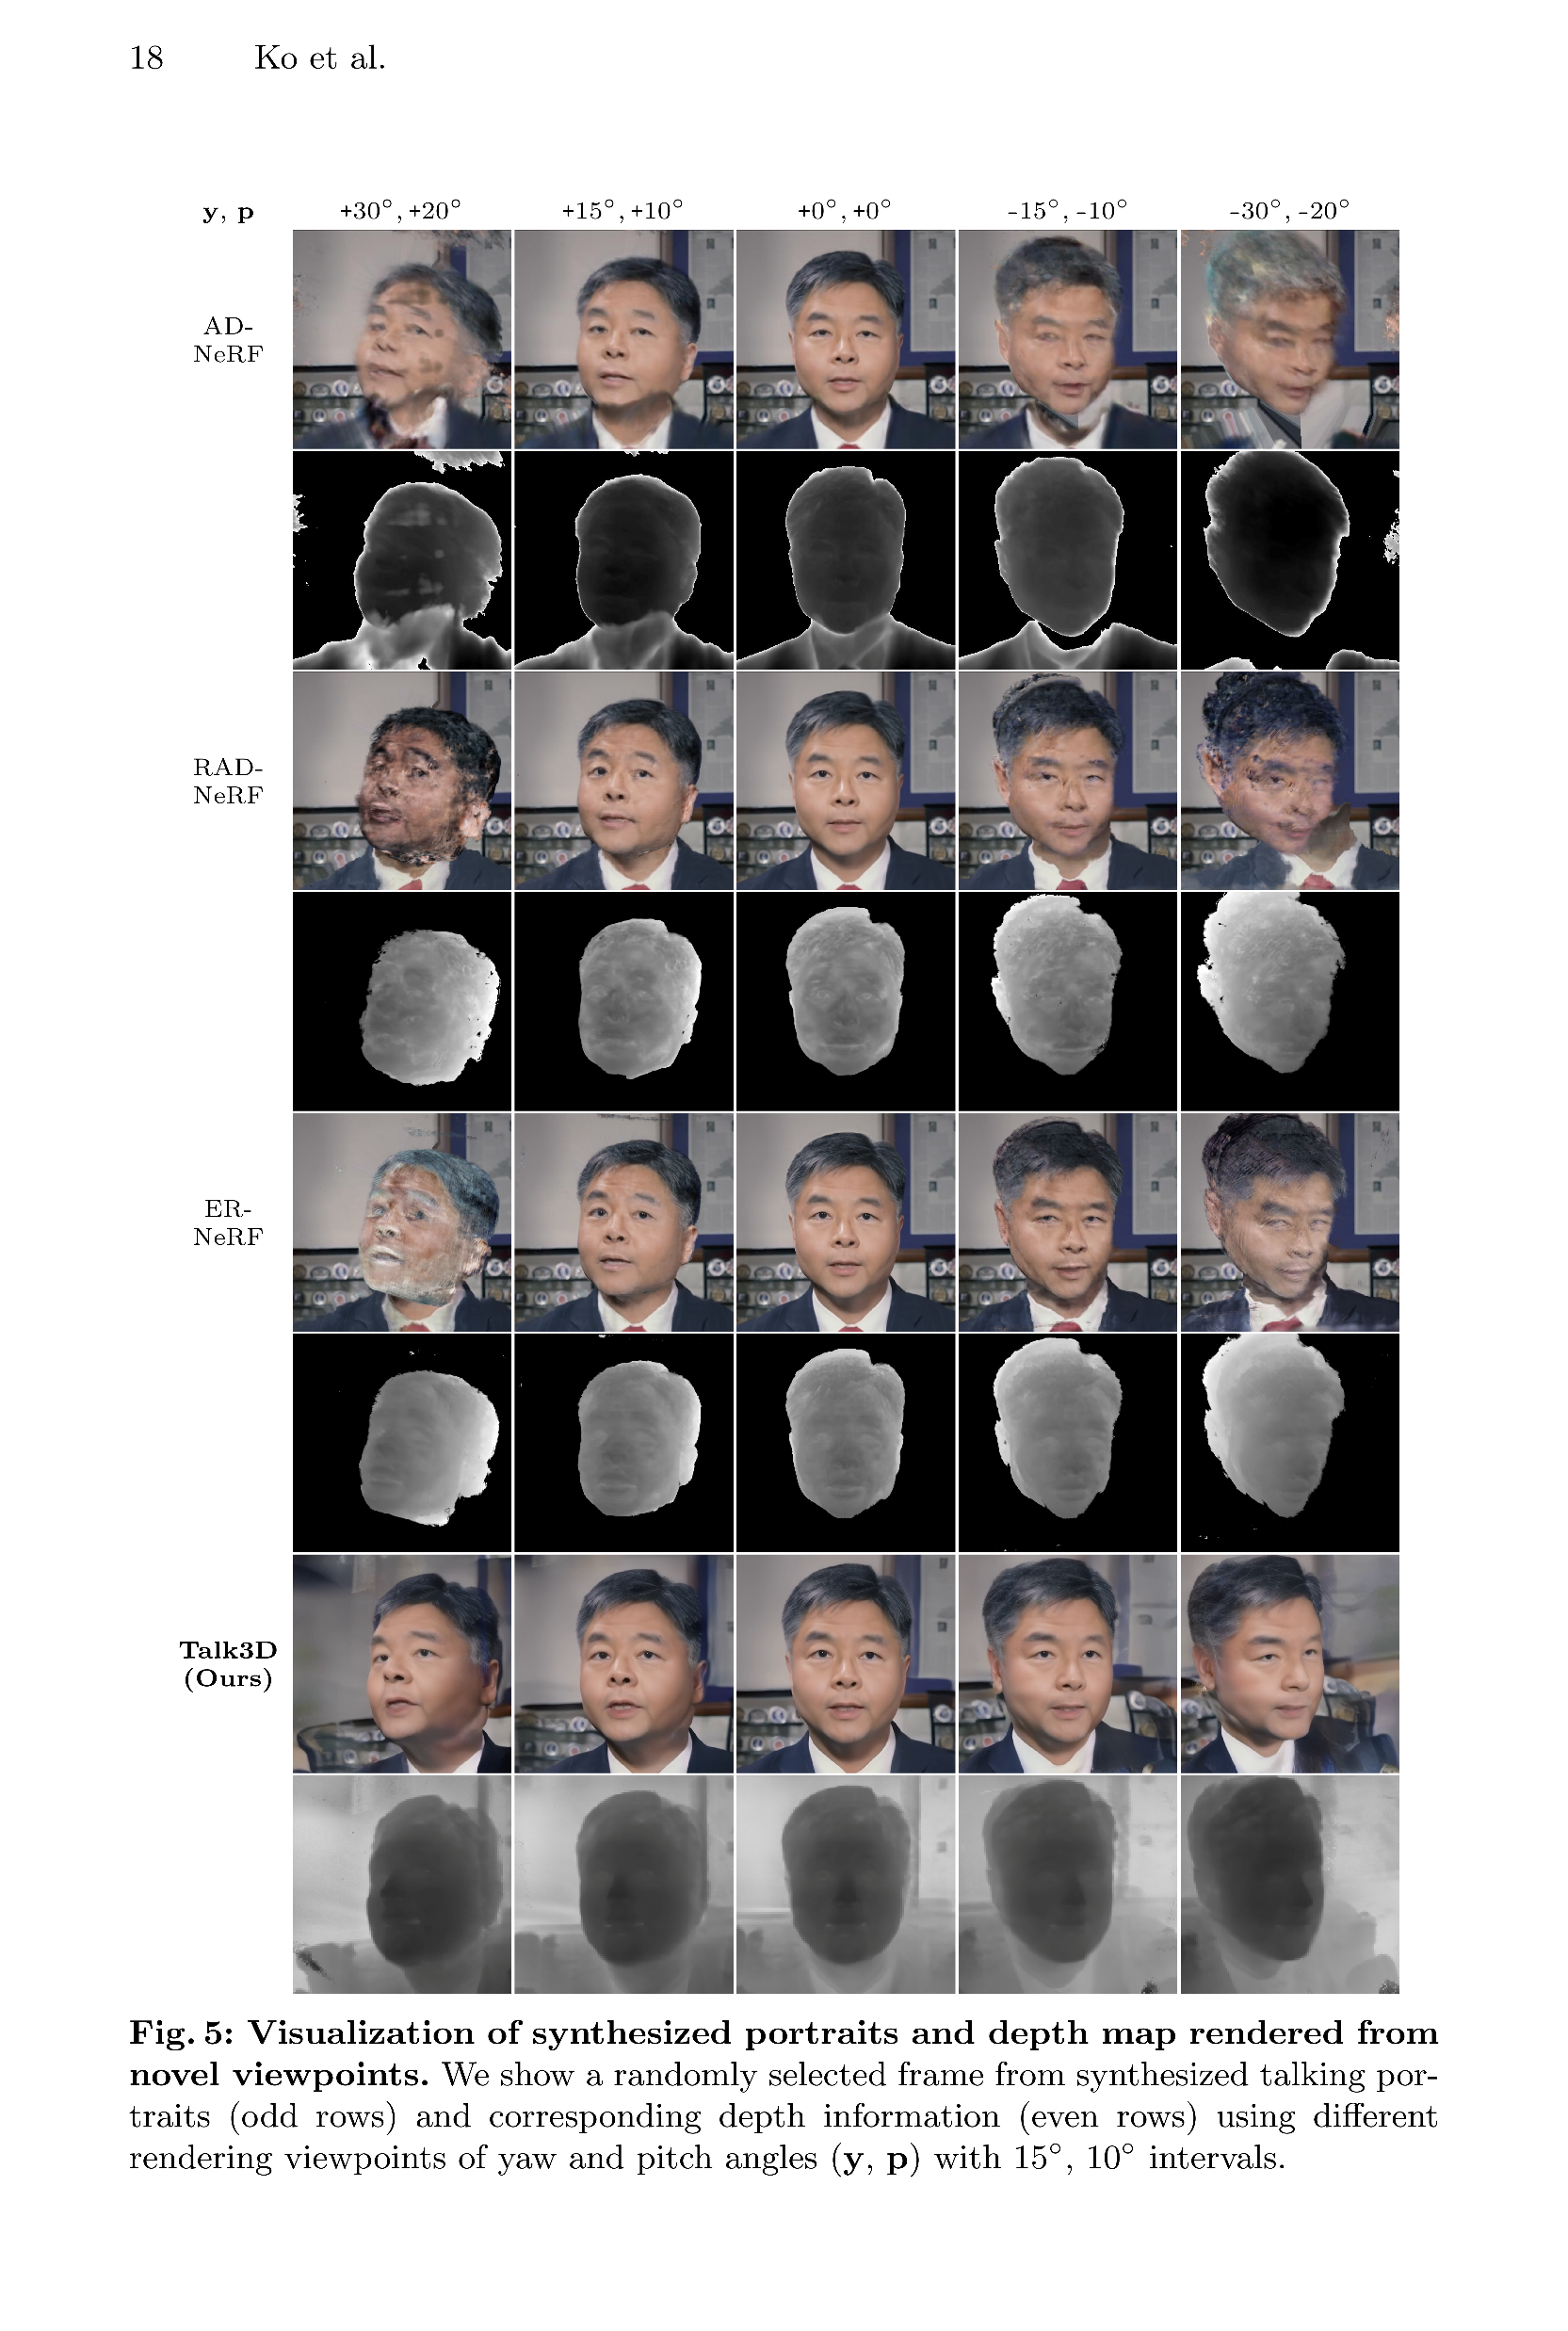 18 Ko et al.
y, p +30°, +20° +15°, +10° +0°, +0° -15°, -10° -30°, -20°
AD-
NeRF
RAD-
NeRF
ER-
NeRF
Talk3D
(Ours)
Fig. 5: Visualization of synthesized portraits and depth map rendered from
novel viewpoints. We show a randomly selected frame from synthesized talking por-
traits (odd rows) and corresponding depth information (even rows) using different
rendering viewpoints of yaw and pitch angles (y, p) with 15°, 10° intervals.